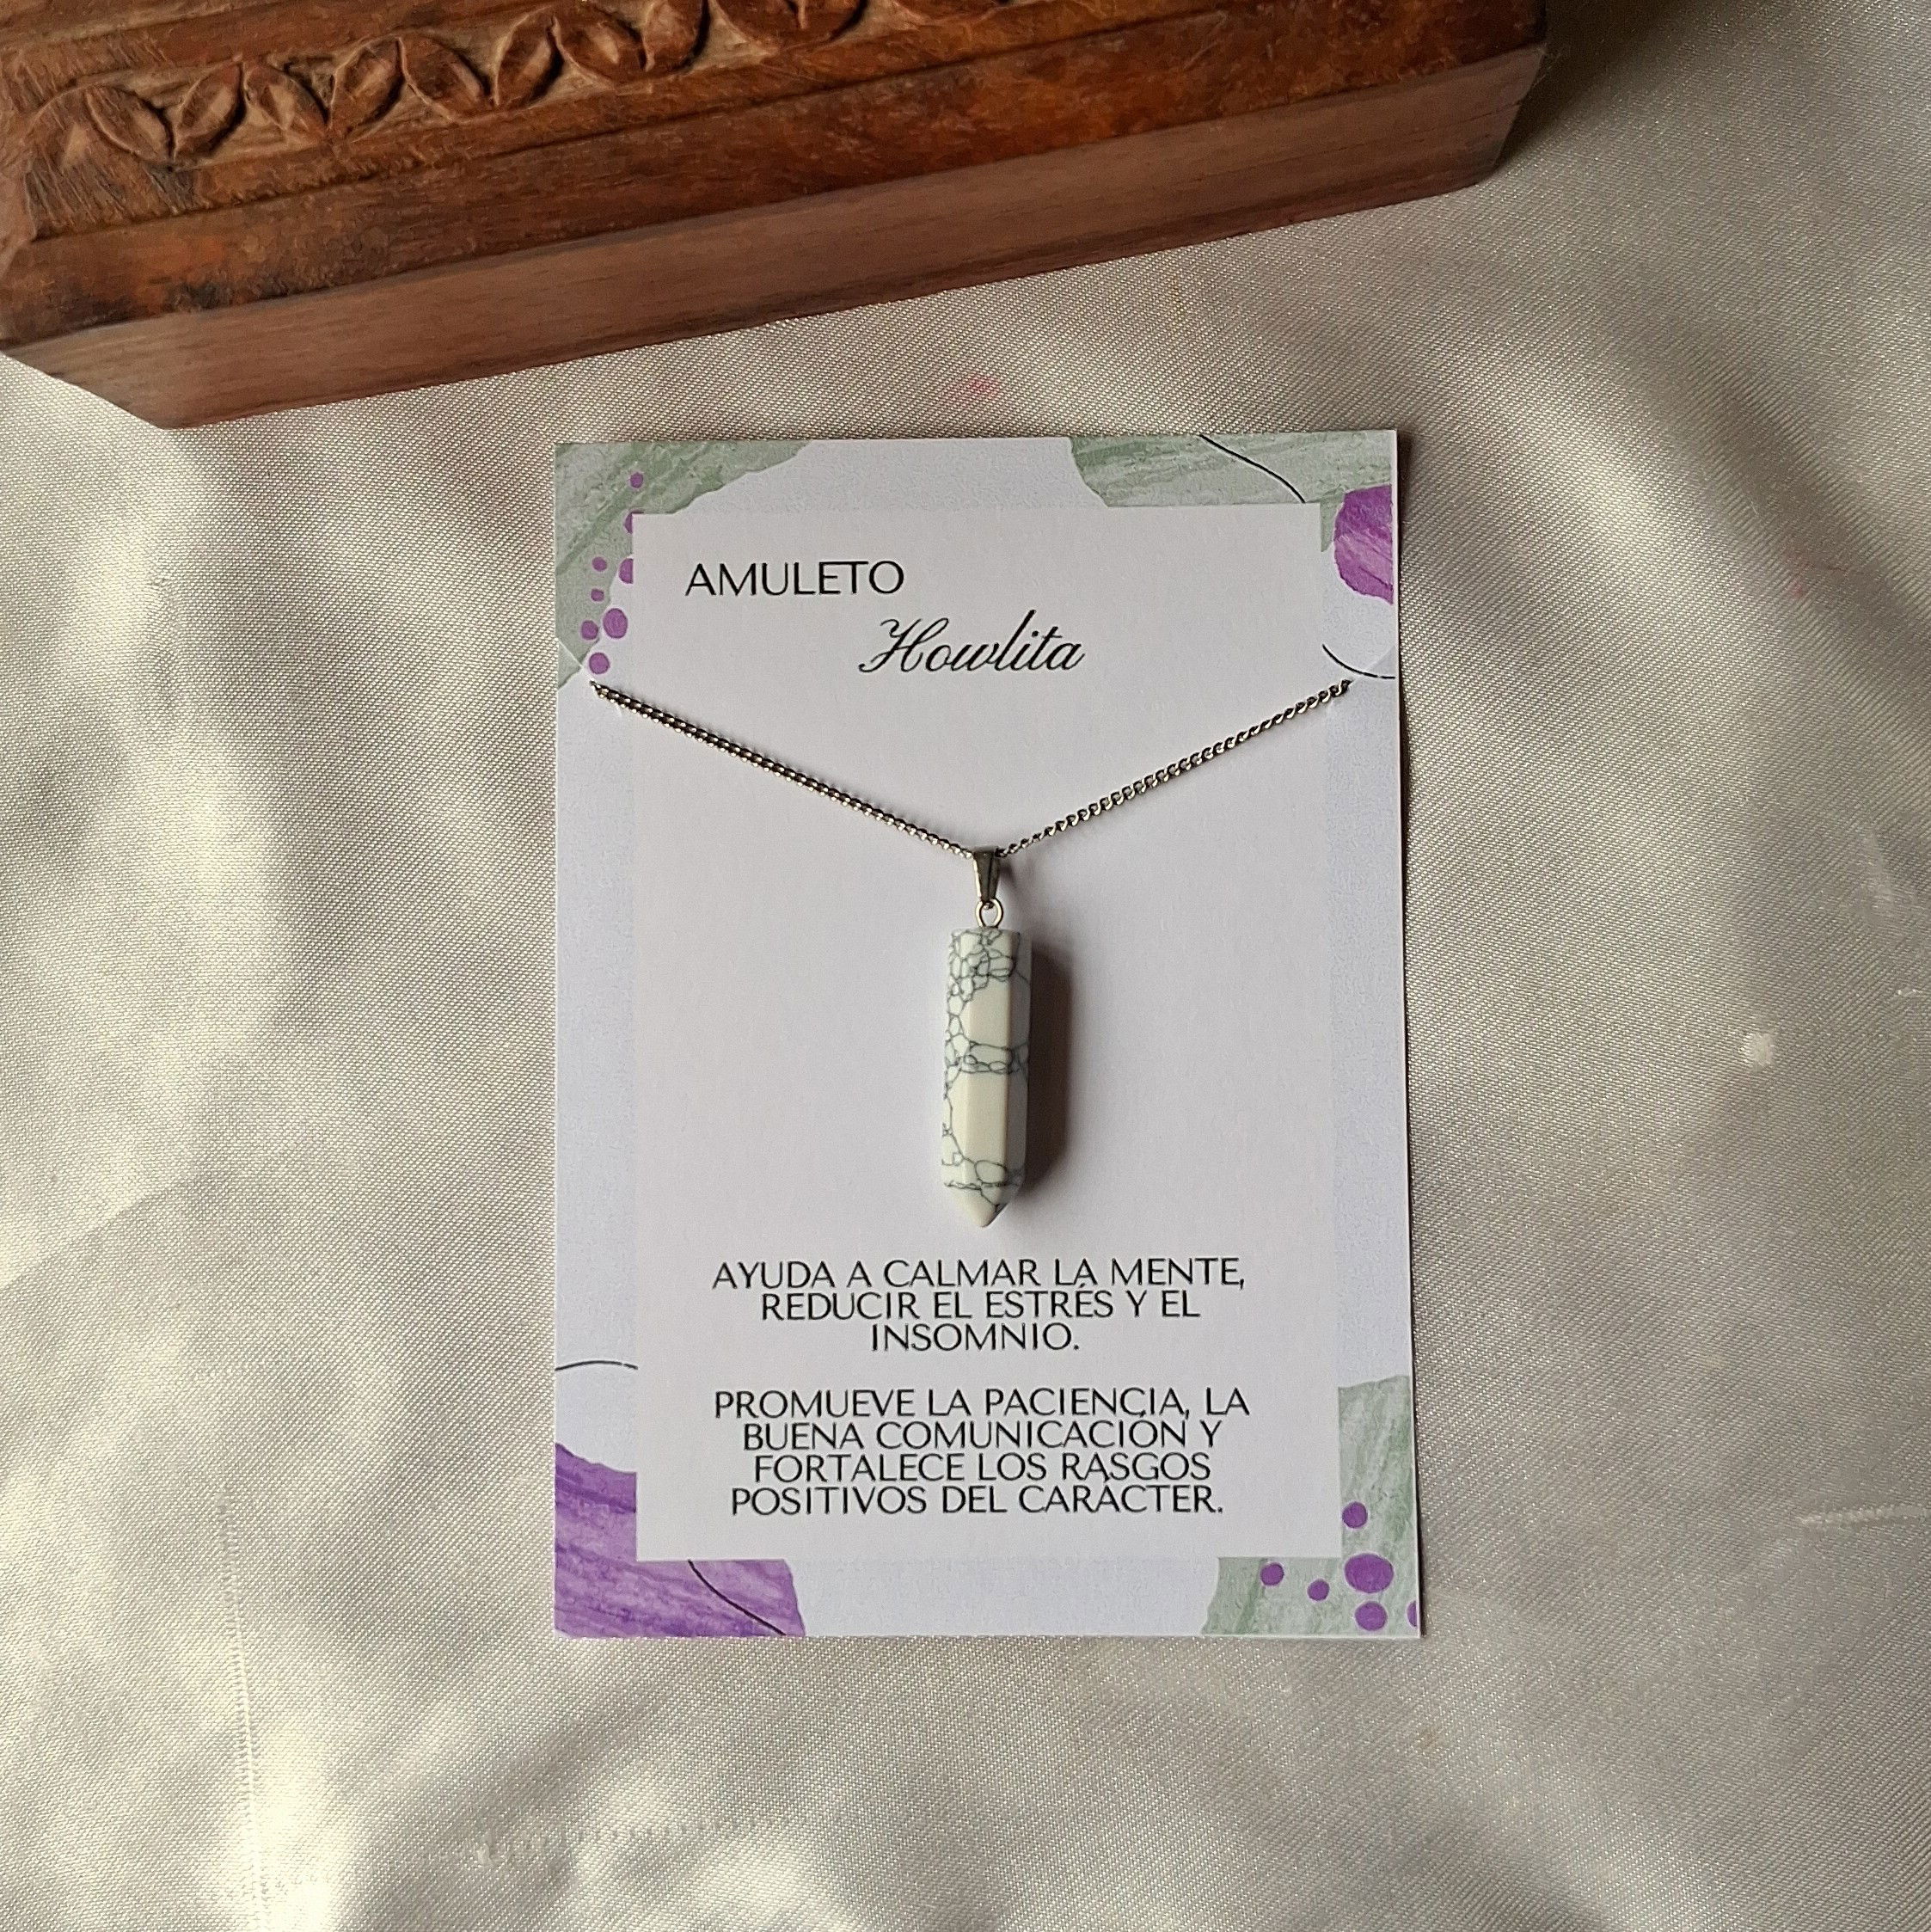 AMULETO
Howlita
AYUDA A CALMAR LA MENTE,
REDUCIR EL ESTRÉS Y EL
INSOMNIO.
PROMUEVE LA PACIENCIA, LA
BUENA COMUNICACIÓN Y
FORTALECE LOS RASGOS
POSITIVOS DEL CARÁCTER.